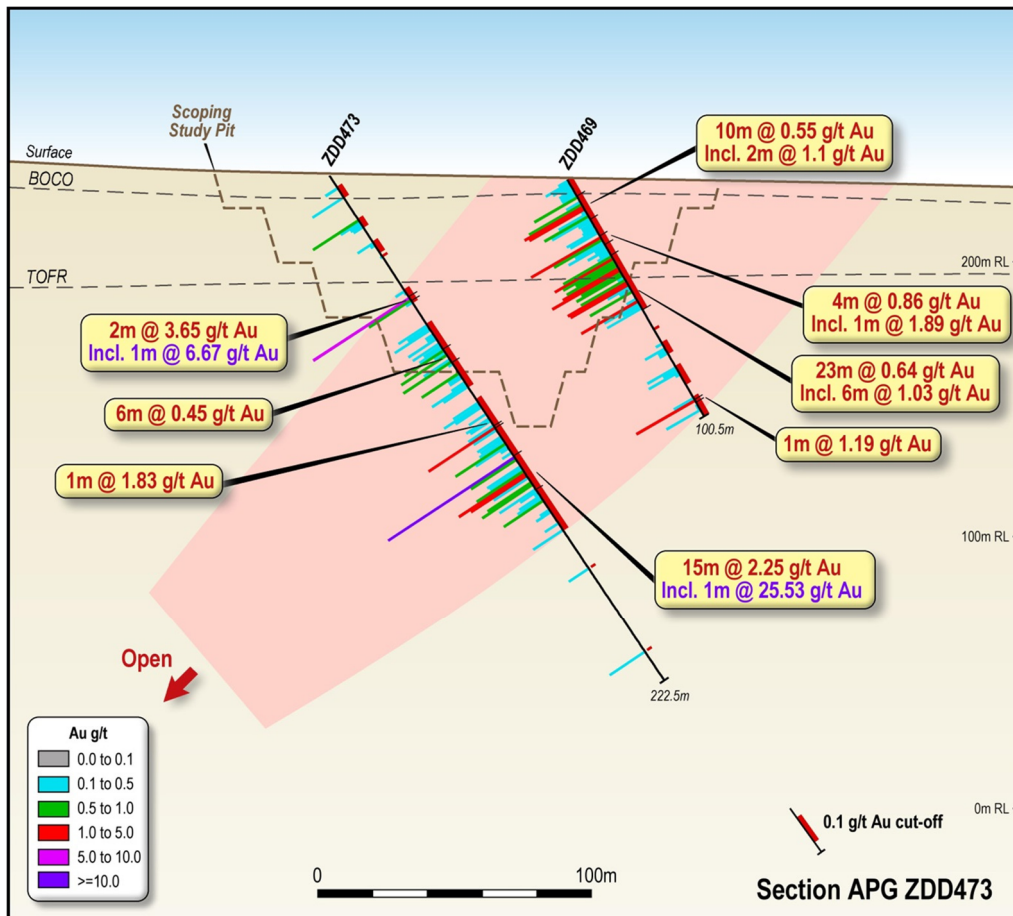 Scoping
Study Pit
ZDD473
ZDD469
10m @ 0.55 g/t Au
Incl. 2m @ 1.1 g/t Au
Surface
BOCO
TOFR
200m RL
4m @ 0.86 g/t Au
Incl. 1m @ 1.89 g/t Au
2m @ 3.65 g/t Au
Incl. 1m @ 6.67 g/t Au
23m @ 0.64 g/t Au
Incl. 6m @ 1.03 g/t Au
6m @ 0.45 g/t Au
100.5m
1m @ 1.19 g/t Au
1m @ 1.83 g/t Au
100m RL
15m @ 2.25 g/t Au
Incl. 1m @ 25.53 g/t Au
Open
222.5m
Au g/t
0.0 to 0.1
0.1 to 0.5
0.5 to 1.0
1.0 to 5.0
5.0 to 10.0
>=10.0
0m RL
0.1 g/t Au cut-off
0
100m
Section APG ZDD473